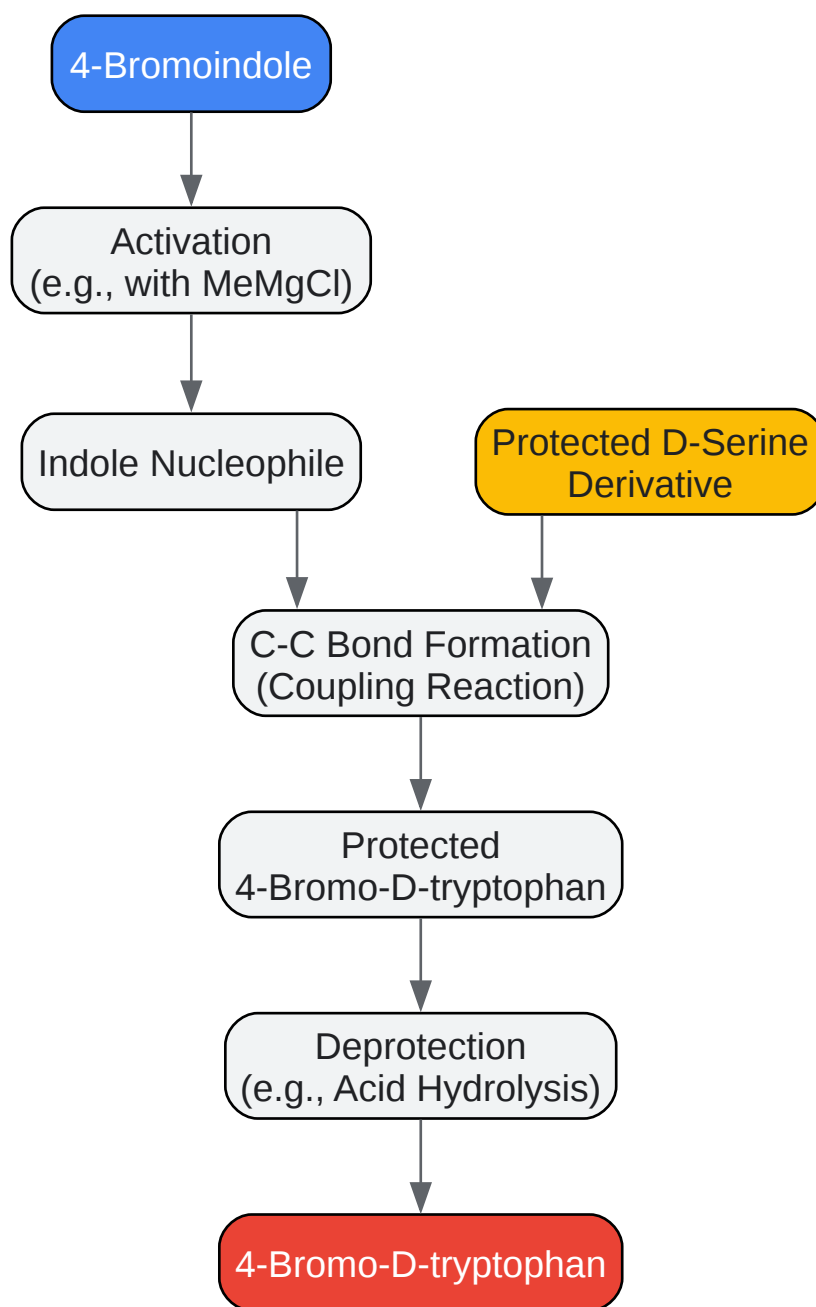 4-Bromoindole
Activation
(e.g., with MeMgCl)
Indole Nucleophile
Protected D-Serine
Derivative
C-C Bond Formation
(Coupling Reaction)
Protected
4-Bromo-D-tryptophan
Deprotection
(e.g., Acid Hydrolysis)
4-Bromo-D-tryptophan